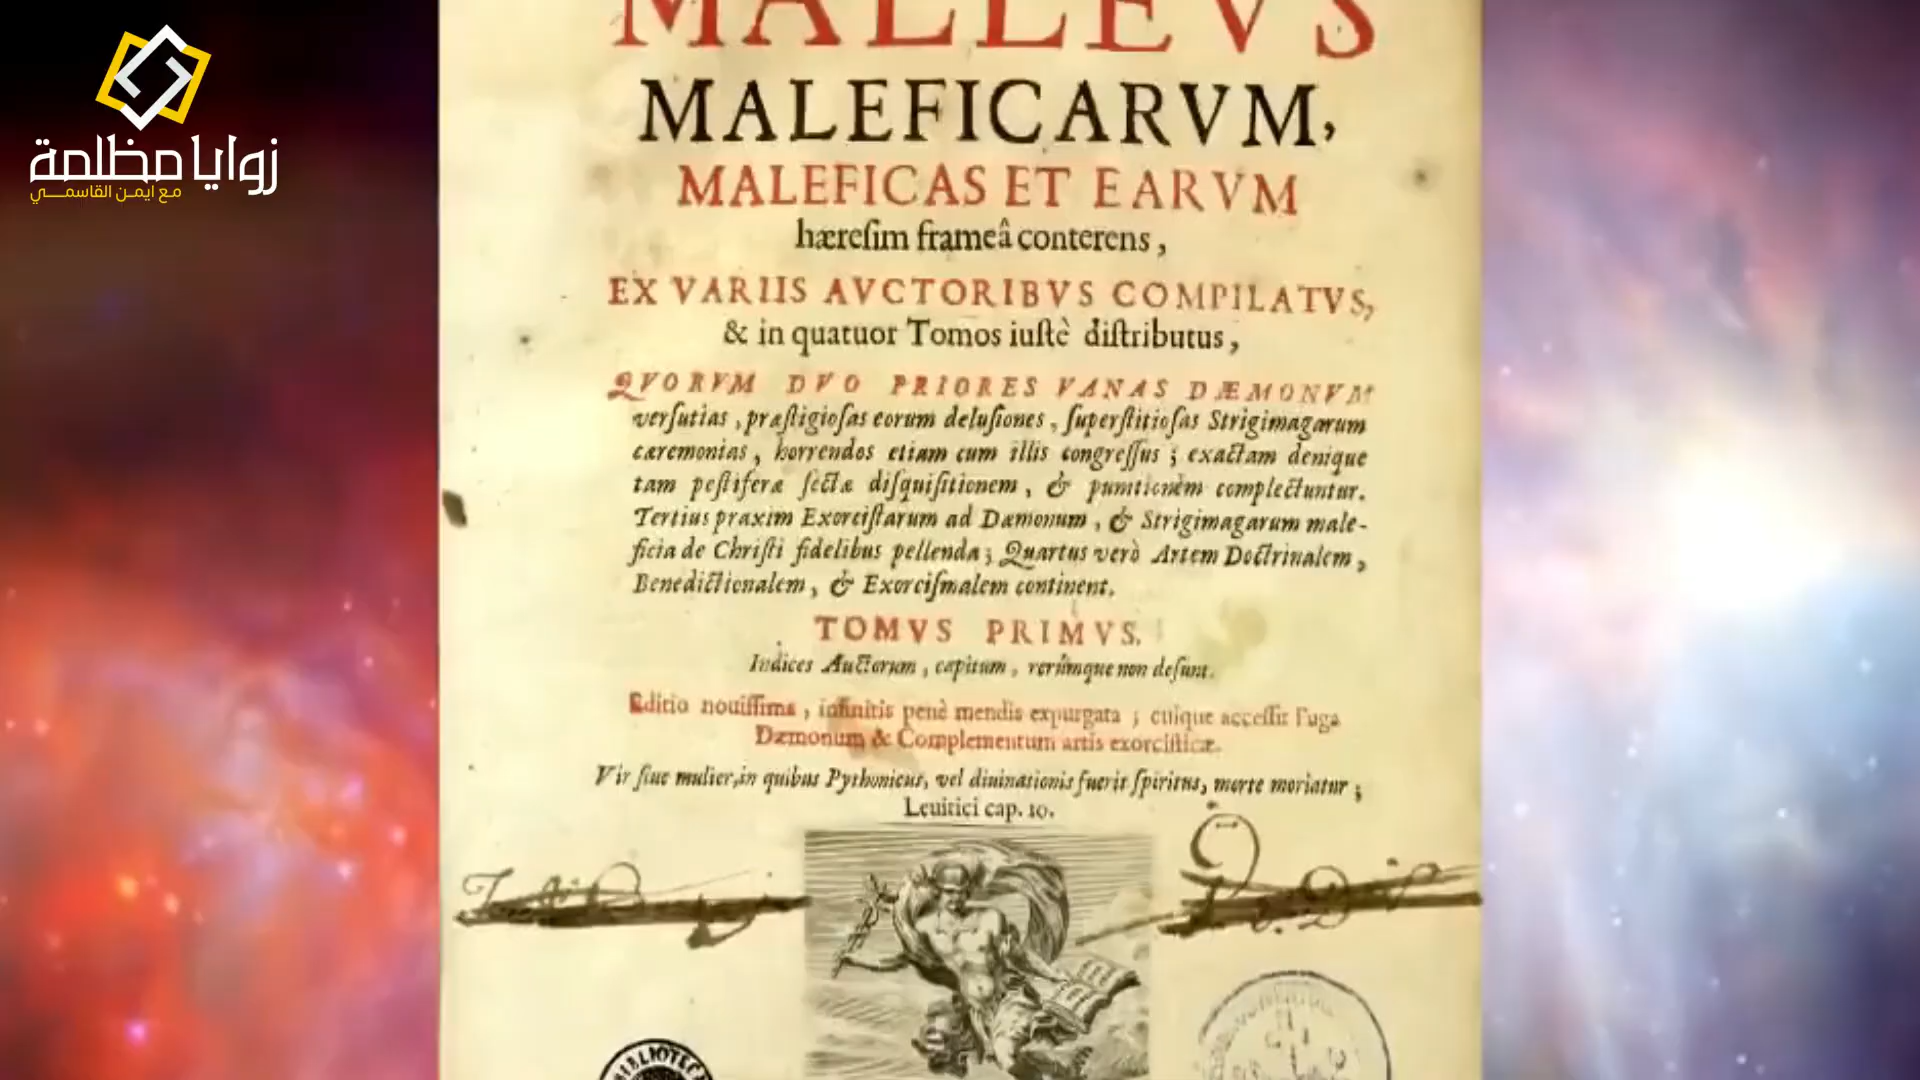 زوايا مظلمة
مع ايمن القاسمي
MALLEVS
MALEFICARVM,
MALEFICAS ET EARVM
hæreſim frameâ conterens,
EX VARIIS AVCTORIBVS COMPILATVS,
& in quatuor Tomos iuſtè diſtributus,
QVORVM DVO PRIORES VANAS DÆMONVM
verſutias, præſtigioſas eorum deluſiones, ſuperſtitioſas Strigimagarum
cæremonias, horrendos etiam cum illis congreſſus; exactam denique
tam peſtiferæ ſectæ diſquiſitionem, & punitionem complectuntur.
Tertius praxim Exorciſtarum ad Dæmonum, & Strigimagarum male-
ficia de Chriſti fidelibus pellenda; Quartus verò Artem Doctrinalem,
Benedictionalem, & Exorciſmalem continent.
TOMVS PRIMVS.
Indices Auctorum, capitum, rerúmque non deſunt.
Editio nouiſſima, infinitis penè mendis expurgata; cuique acceſſit Fuga
Dæmonum & Complementum artis exorciſticæ.
Vir ſiue mulier, in quibus Pythonicus, vel diuinationis fuerit ſpiritus, morte moriatur;
Leuitici cap. 10.
BIBLIOTECA